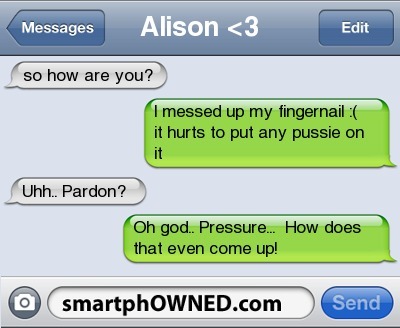 Messages
Alison <3
Edit
so how are you?
I messed up my fingernail :(
it hurts to put any pussie on
it
Uhh.. Pardon?
Oh god.. Pressure... How does
that even come up!
smartphOWNED.com
Send